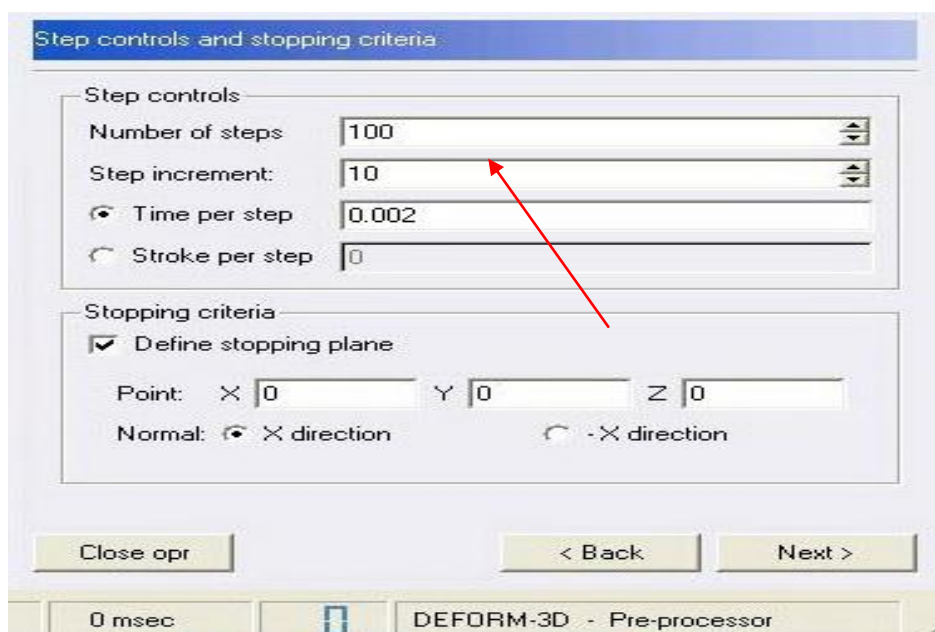 Step controls and stopping criteria
Step controls
Number of steps 100
Step increment: 10
Time per step 0.002
Stroke per step 0
Stopping criteria
Define stopping plane
Point: X 0 Y 0 Z 0
Normal: X direction -X direction
Close opr < Back Next >
0 msec DEFORM-3D - Pre-processor